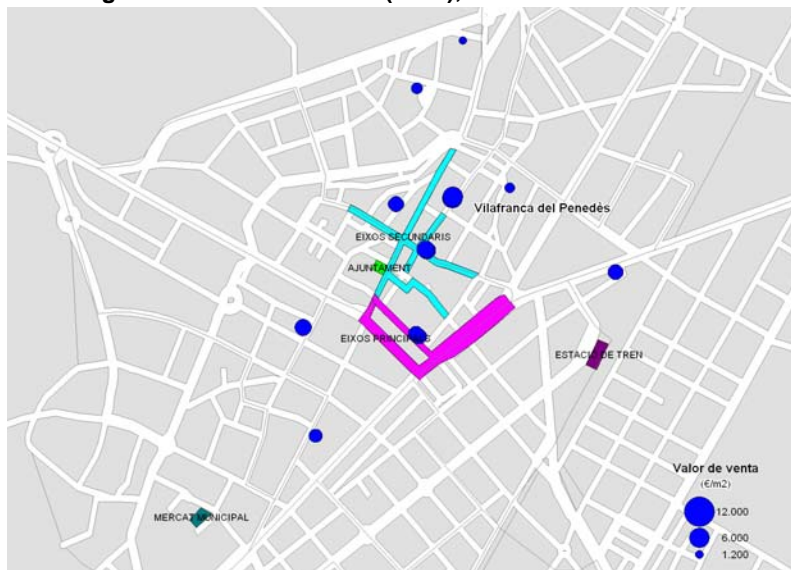 Vilafranca del Penedès
EIXOS SECUNDARIS
AJUNTAMENT
EIXOS PRINCIPALS
ESTACIÓ DE TREN
MERCAT MUNICIPAL
Valor de venta
(€/m2)
12.000
6.000
1.200